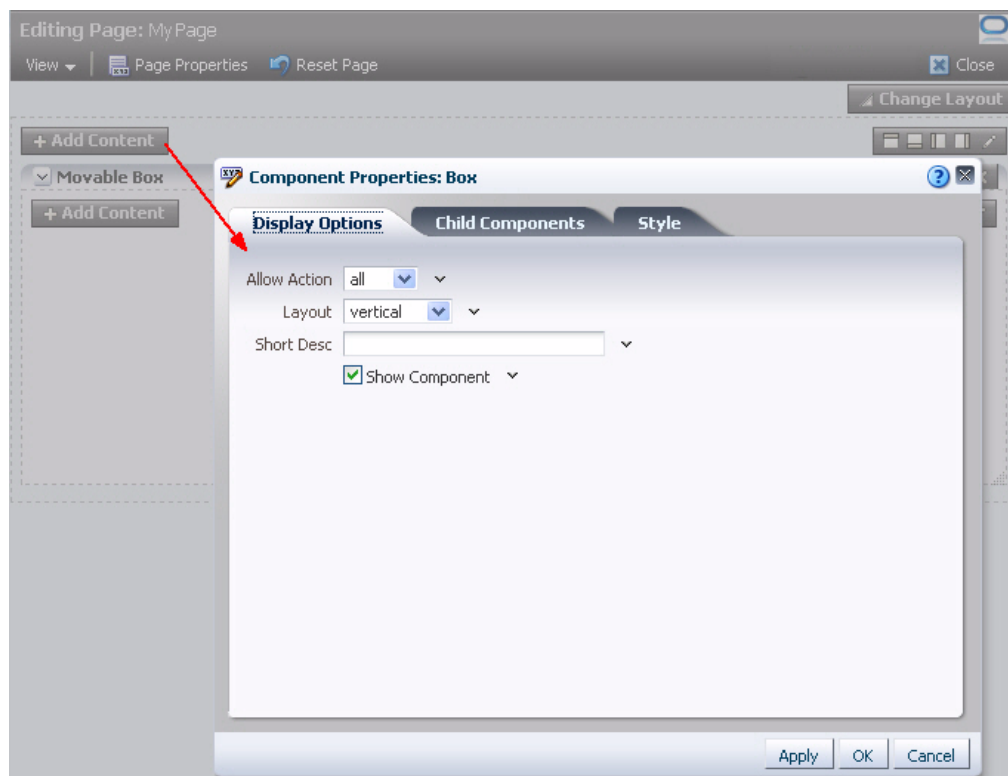 Editing Page: My Page
View Page Properties Reset Page Close
Change Layout
+ Add Content
Movable Box
+ Add Content
Component Properties: Box
Display Options Child Components Style
Allow Action all
Layout vertical
Short Desc
Show Component
Apply OK Cancel